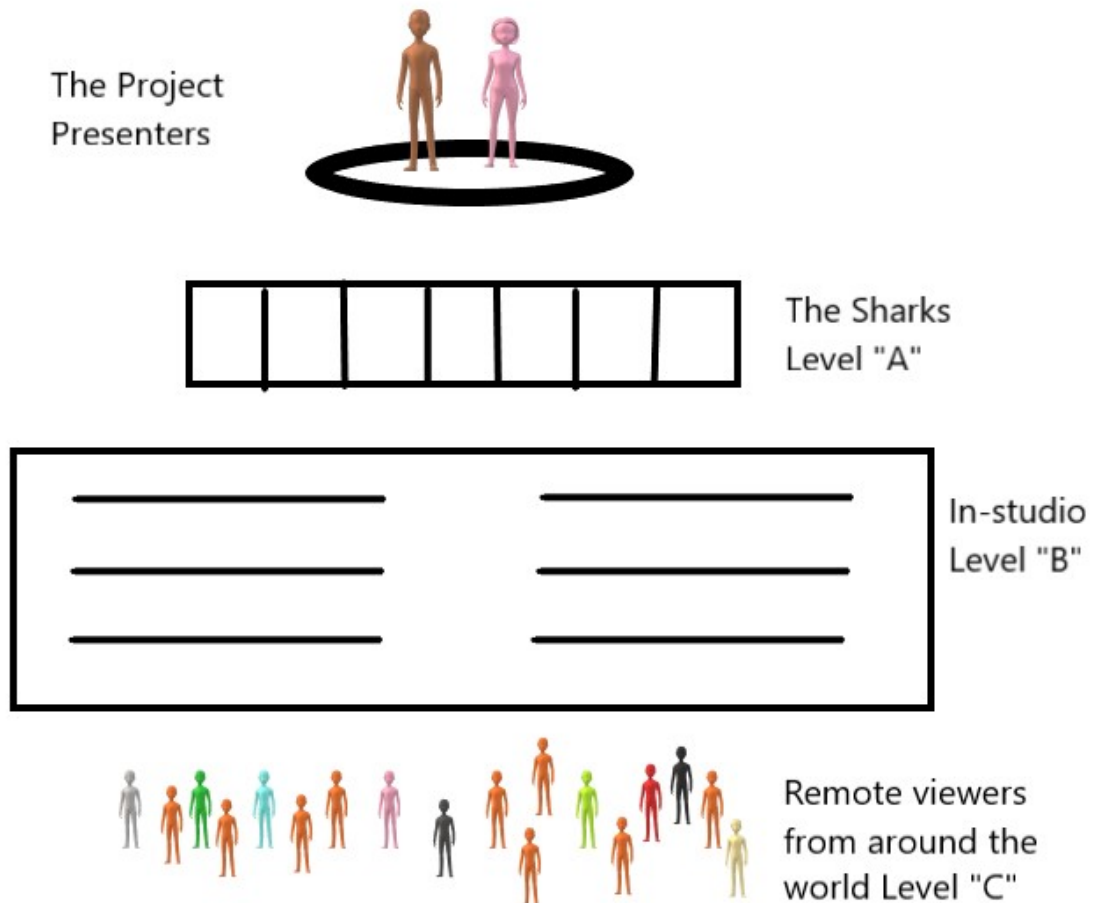 The Project
Presenters
The Sharks
Level "A"
In-studio
Level "B"
Remote viewers
from around the
world Level "C"